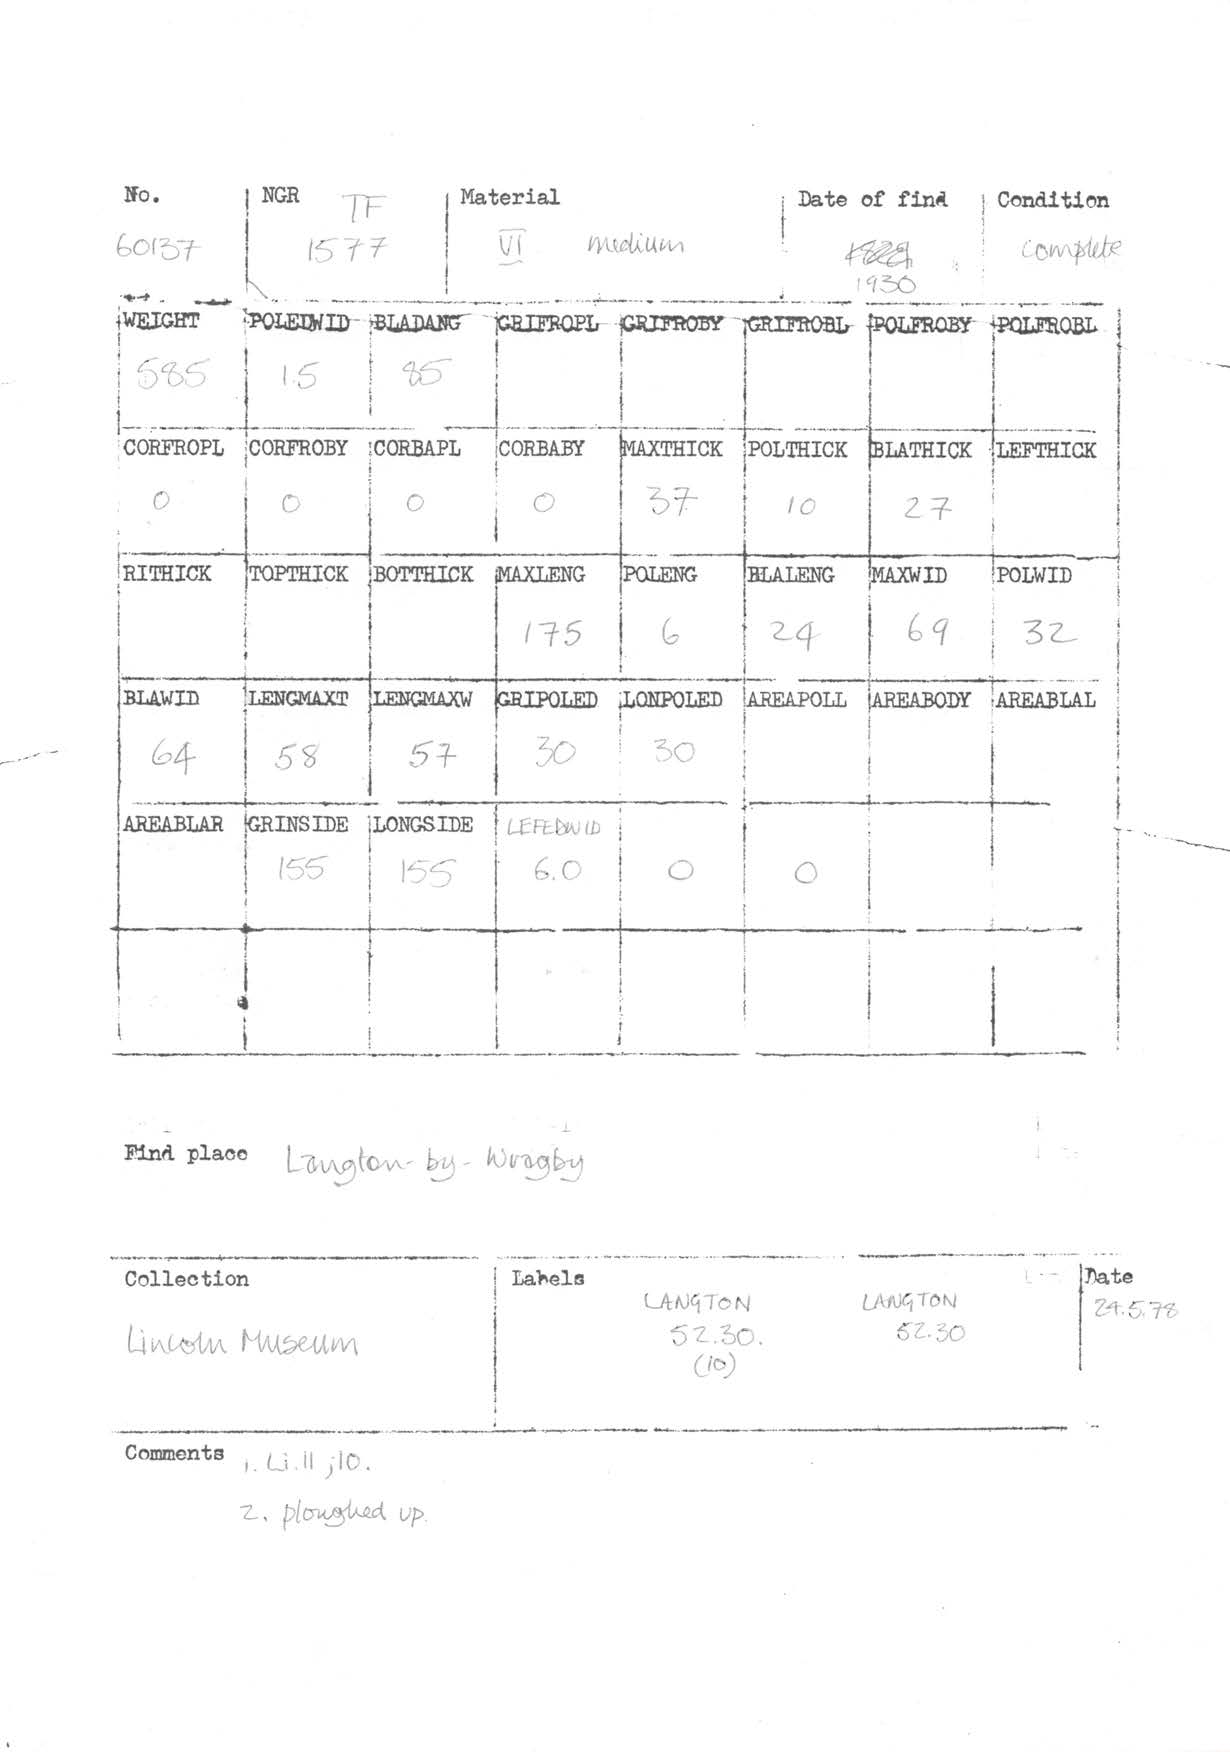 No. NGR TF Material Date of find Condition
60137 1577 VI medium complete
1930
WEIGHT POLEDWID BLADANG GRIFROPL GRIFROBY GRIFROBL POLFROBY POLFROBL
585 1.5 85
CORFROPL CORFROBY CORBAPL CORBABY MAXTHICK POLTHICK BLATHICK LEFTHICK
0 0 0 0 37 10 27
RITHICK TOPTHICK BOTTHICK MAXLENG POLENG BLALENG MAXWID POLWID
175 6 24 69 32
BLAWID LENGMAXT LENGMAXW GRIPOLED LONPOLED AREAPOLL AREABODY AREABLAL
64 58 57 30 30
AREABLAR GRINSIDE LONGSIDE LEFEDWID
155 155 6.0 0 0
Find place Langton-by-Wragby
Collection Labels Date
LANGTON LANGTON 24.5.78
Lincoln Museum 52.30. 52.30
(10)
Comments 1. Li.11;10.
2. ploughed up.